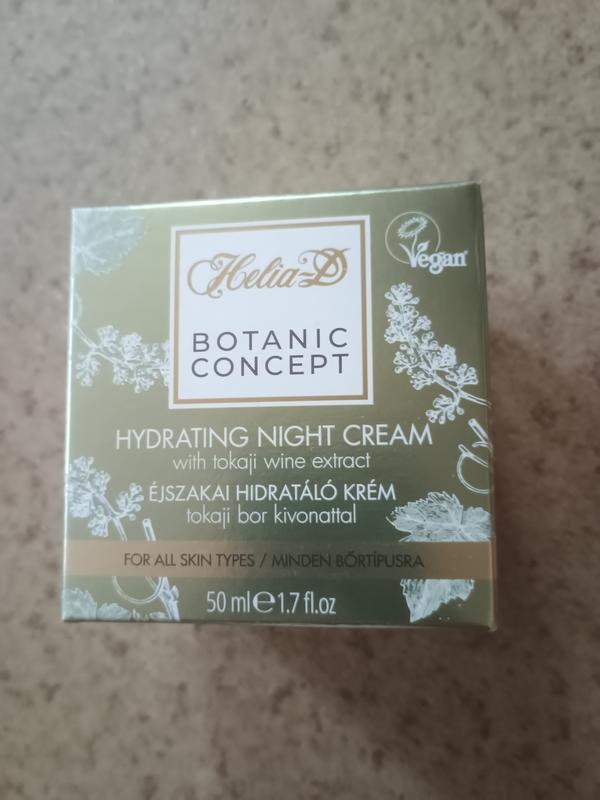 Helia-D
Vegan
BOTANIC
CONCEPT
HYDRATING NIGHT CREAM
with tokaji wine extract
ÉJSZAKAI HIDRATÁLÓ KRÉM
tokaji bor kivonattal
FOR ALL SKIN TYPES / MINDEN BŐRTÍPUSRA
50 ml ℮ 1.7 fl.oz